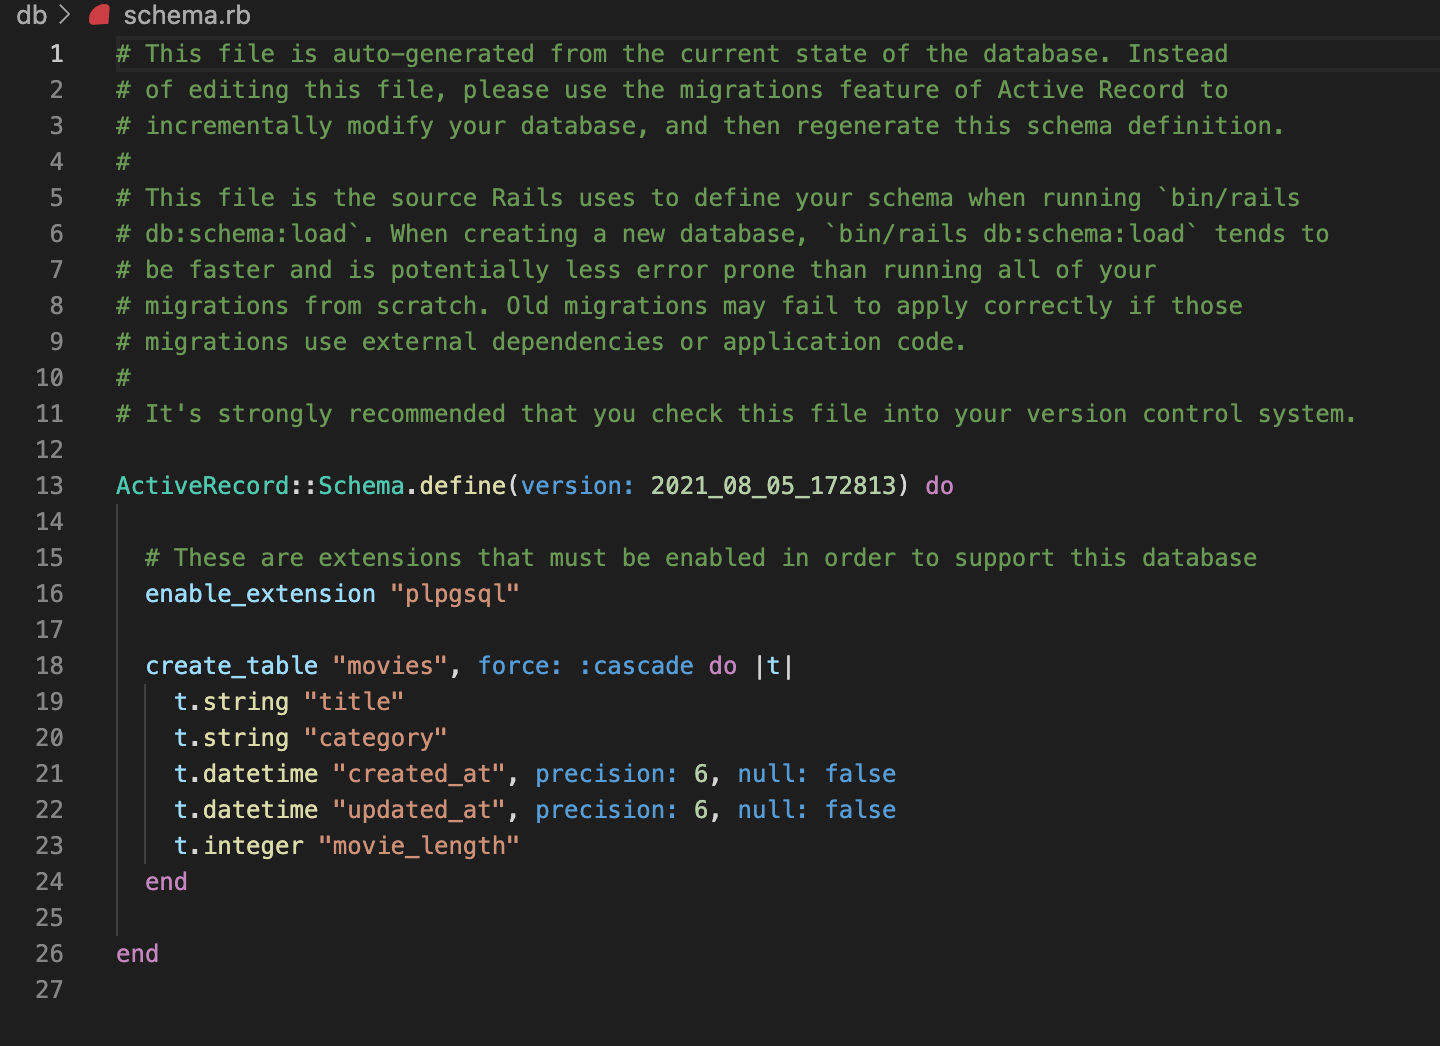 db > schema.rb
1 # This file is auto-generated from the current state of the database. Instead
2 # of editing this file, please use the migrations feature of Active Record to
3 # incrementally modify your database, and then regenerate this schema definition.
4 #
5 # This file is the source Rails uses to define your schema when running `bin/rails
6 # db:schema:load`. When creating a new database, `bin/rails db:schema:load` tends to
7 # be faster and is potentially less error prone than running all of your
8 # migrations from scratch. Old migrations may fail to apply correctly if those
9 # migrations use external dependencies or application code.
10 #
11 # It's strongly recommended that you check this file into your version control system.
12
13 ActiveRecord::Schema.define(version: 2021_08_05_172813) do
14
15 # These are extensions that must be enabled in order to support this database
16 enable_extension "plpgsql"
17
18 create_table "movies", force: :cascade do |t|
19 t.string "title"
20 t.string "category"
21 t.datetime "created_at", precision: 6, null: false
22 t.datetime "updated_at", precision: 6, null: false
23 t.integer "movie_length"
24 end
25
26 end
27